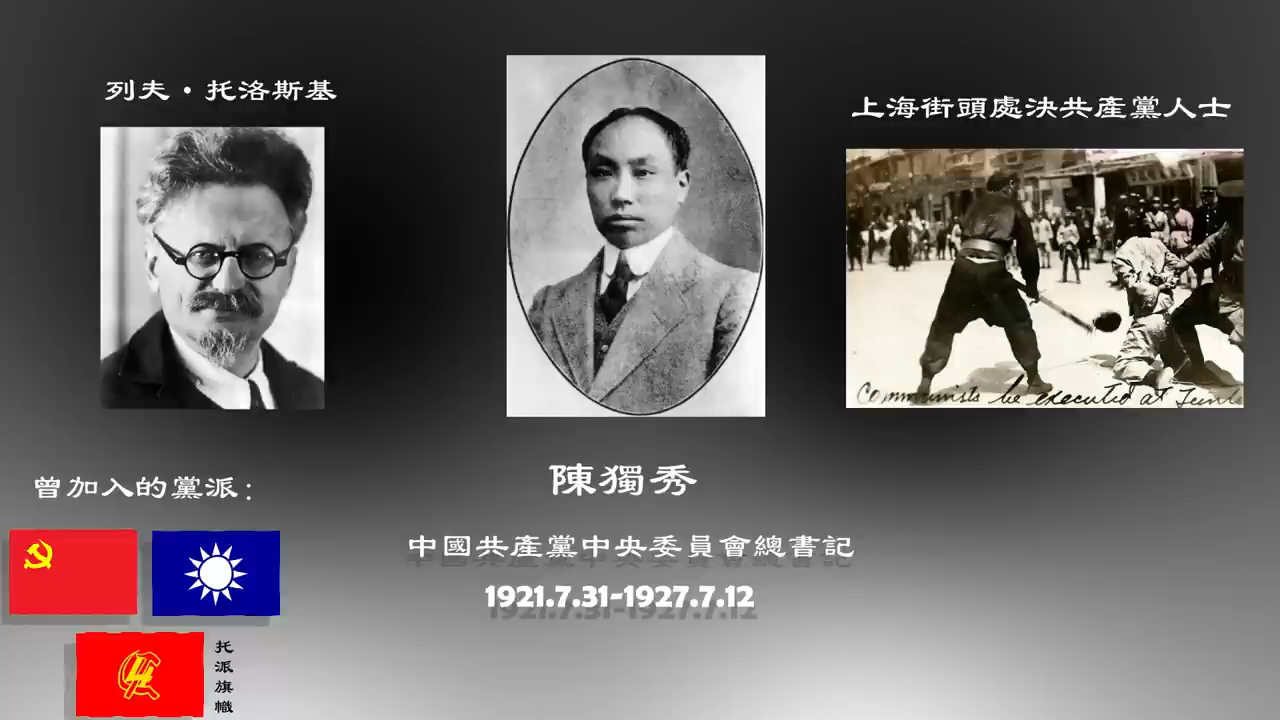 列夫·托洛斯基
上海街頭處決共產黨人士
Communists be executed at
陳獨秀
曾加入的黨派：
中國共產黨中央委員會總書記
1921.7.31-1927.7.12
托派旗幟